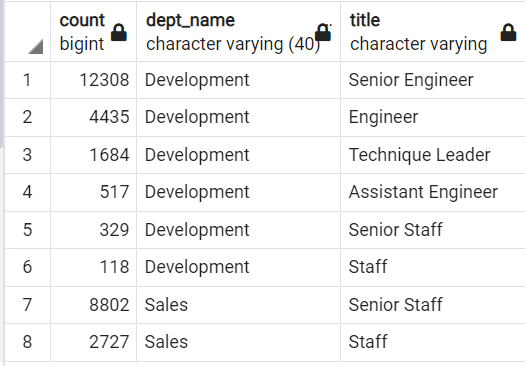 count dept_name title
bigint character varying (40) character varying
1 12308 Development Senior Engineer
2 4435 Development Engineer
3 1684 Development Technique Leader
4 517 Development Assistant Engineer
5 329 Development Senior Staff
6 118 Development Staff
7 8802 Sales Senior Staff
8 2727 Sales Staff